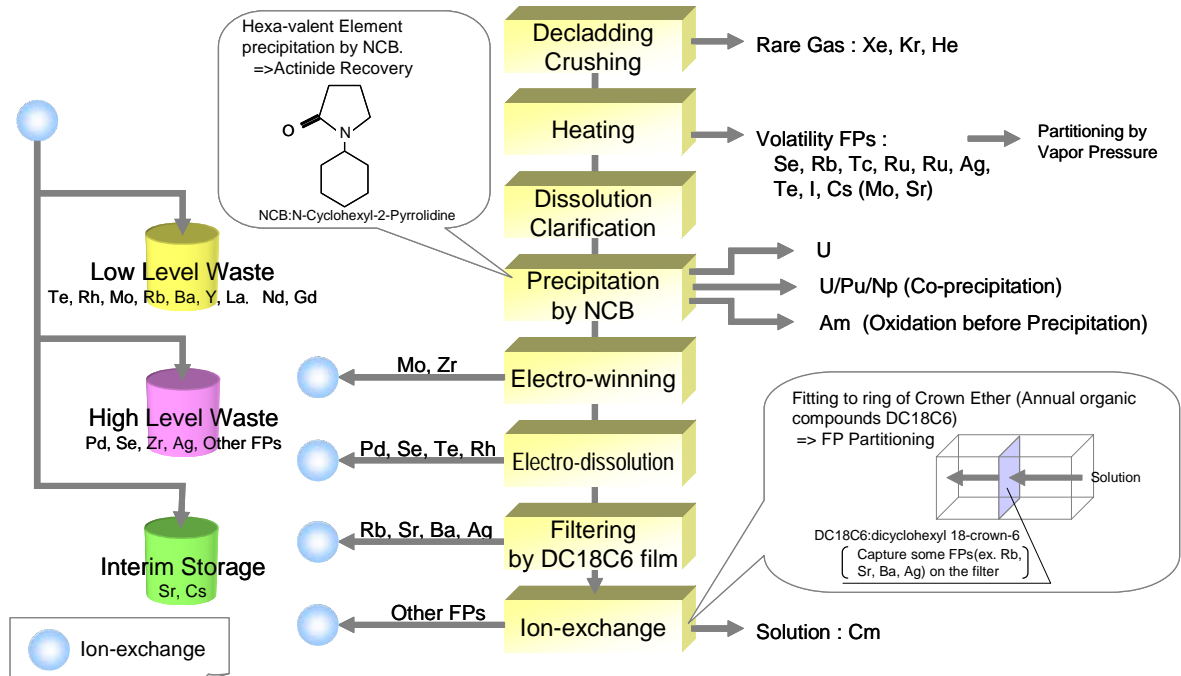 Hexa-valent Element
precipitation by NCB.
=>Actinide Recovery
O
N
NCB:N-Cyclohexyl-2-Pyrrolidine
Decladding
Crushing
Rare Gas : Xe, Kr, He
Heating
Volatility FPs :
Se, Rb, Tc, Ru, Ru, Ag,
Te, I, Cs (Mo, Sr)
Partitioning by
Vapor Pressure
Dissolution
Clarification
Precipitation
by NCB
U
U/Pu/Np (Co-precipitation)
Am (Oxidation before Precipitation)
Low Level Waste
Te, Rh, Mo, Rb, Ba, Y, La. Nd, Gd
Mo, Zr
Electro-winning
High Level Waste
Pd, Se, Zr, Ag, Other FPs
Pd, Se, Te, Rh
Electro-dissolution
Rb, Sr, Ba, Ag
Filtering
by DC18C6 film
Interim Storage
Sr, Cs
Other FPs
Ion-exchange
Solution : Cm
Fitting to ring of Crown Ether (Annual organic
compounds DC18C6)
=> FP Partitioning
Solution
DC18C6:dicyclohexyl 18-crown-6
Capture some FPs(ex. Rb,
Sr, Ba, Ag) on the filter
Ion-exchange